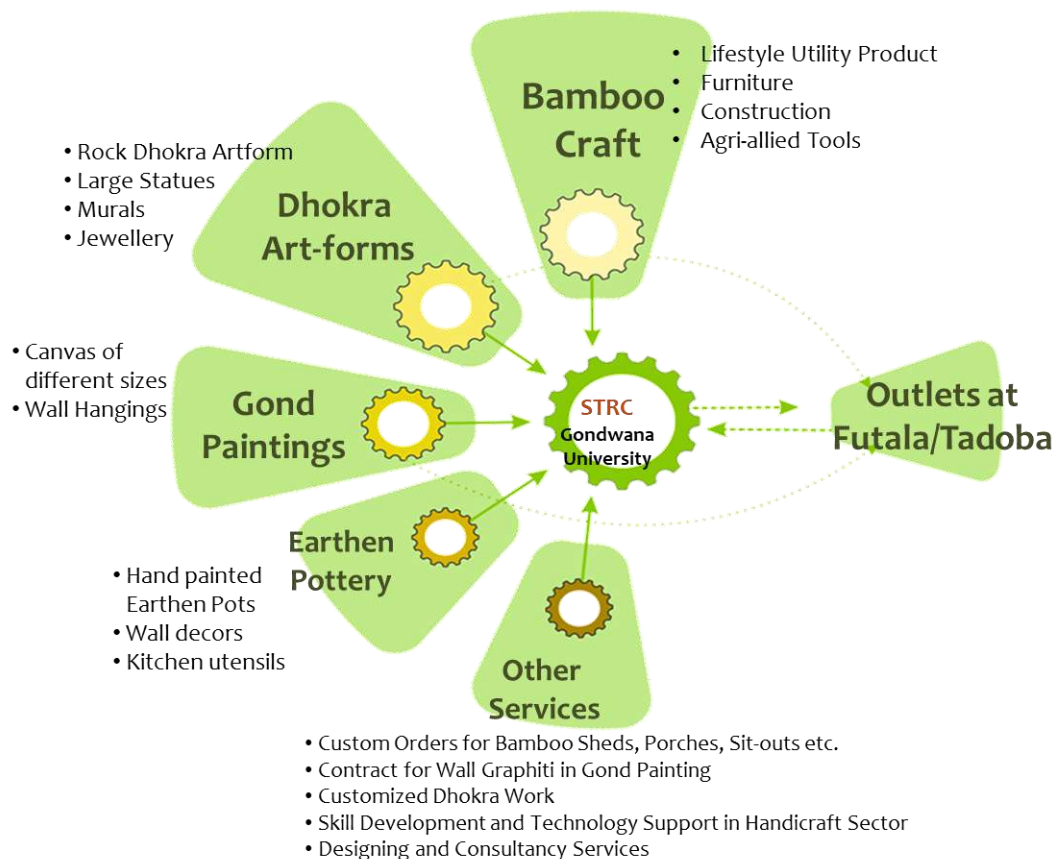 Bamboo
Craft
• Lifestyle Utility Product
• Furniture
• Construction
• Agri-allied Tools
• Rock Dhokra Artform
• Large Statues
• Murals
• Jewellery
Dhokra
Art-forms
• Canvas of
different sizes
• Wall Hangings
Gond
Paintings
STRC
Gondwana
University
Outlets at
Futala/Tadoba
Earthen
Pottery
• Hand painted
Earthen Pots
• Wall decors
• Kitchen utensils
Other
Services
• Custom Orders for Bamboo Sheds, Porches, Sit-outs etc.
• Contract for Wall Graphiti in Gond Painting
• Customized Dhokra Work
• Skill Development and Technology Support in Handicraft Sector
• Designing and Consultancy Services